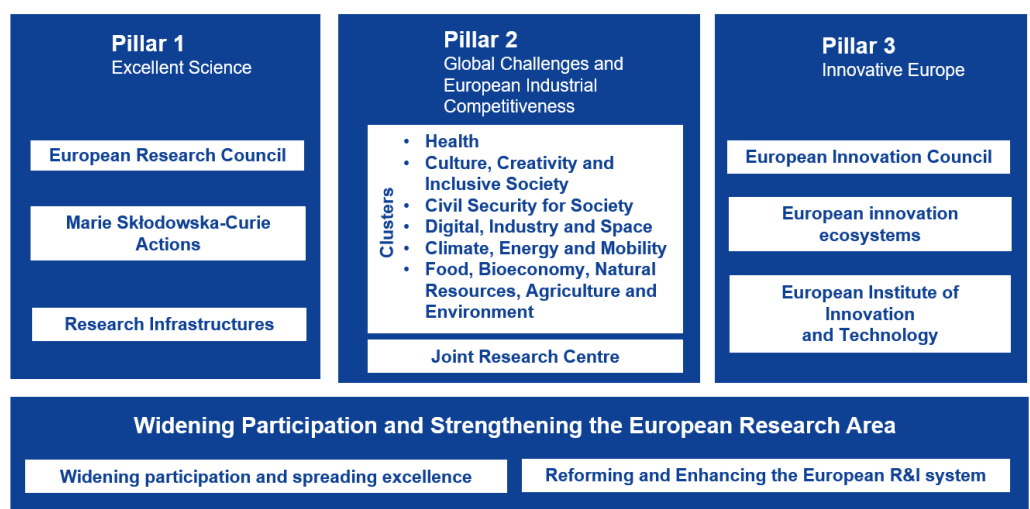 Pillar 1
Excellent Science
European Research Council
Marie Skłodowska-Curie
Actions
Research Infrastructures
Pillar 2
Global Challenges and
European Industrial
Competitiveness
Clusters
• Health
• Culture, Creativity and
Inclusive Society
• Civil Security for Society
• Digital, Industry and Space
• Climate, Energy and Mobility
• Food, Bioeconomy, Natural
Resources, Agriculture and
Environment
Joint Research Centre
Pillar 3
Innovative Europe
European Innovation Council
European innovation
ecosystems
European Institute of
Innovation
and Technology
Widening Participation and Strengthening the European Research Area
Widening participation and spreading excellence
Reforming and Enhancing the European R&I system